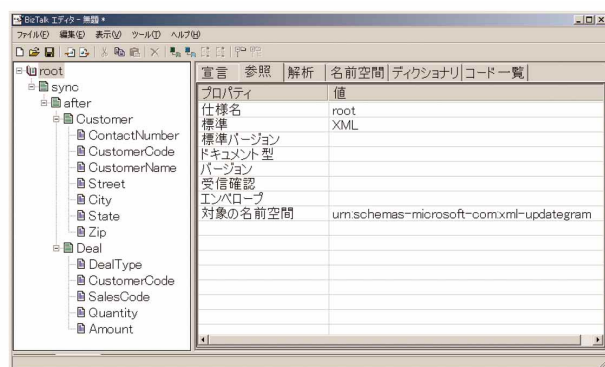 BizTalk エディタ - 無題 *
ファイル(F) 編集(E) 表示(V) ツール(T) ヘルプ(H)
root
sync
after
Customer
ContactNumber
CustomerCode
CustomerName
Street
City
State
Zip
Deal
DealType
CustomerCode
SalesCode
Quantity
Amount
宣言 参照 解析 名前空間 ディクショナリ コード一覧
プロパティ 値
仕様名 root
標準 XML
標準バージョン
ドキュメント型
バージョン
受信確認
エンベロープ
対象の名前空間 urn:schemas-microsoft-com:xml-updategram